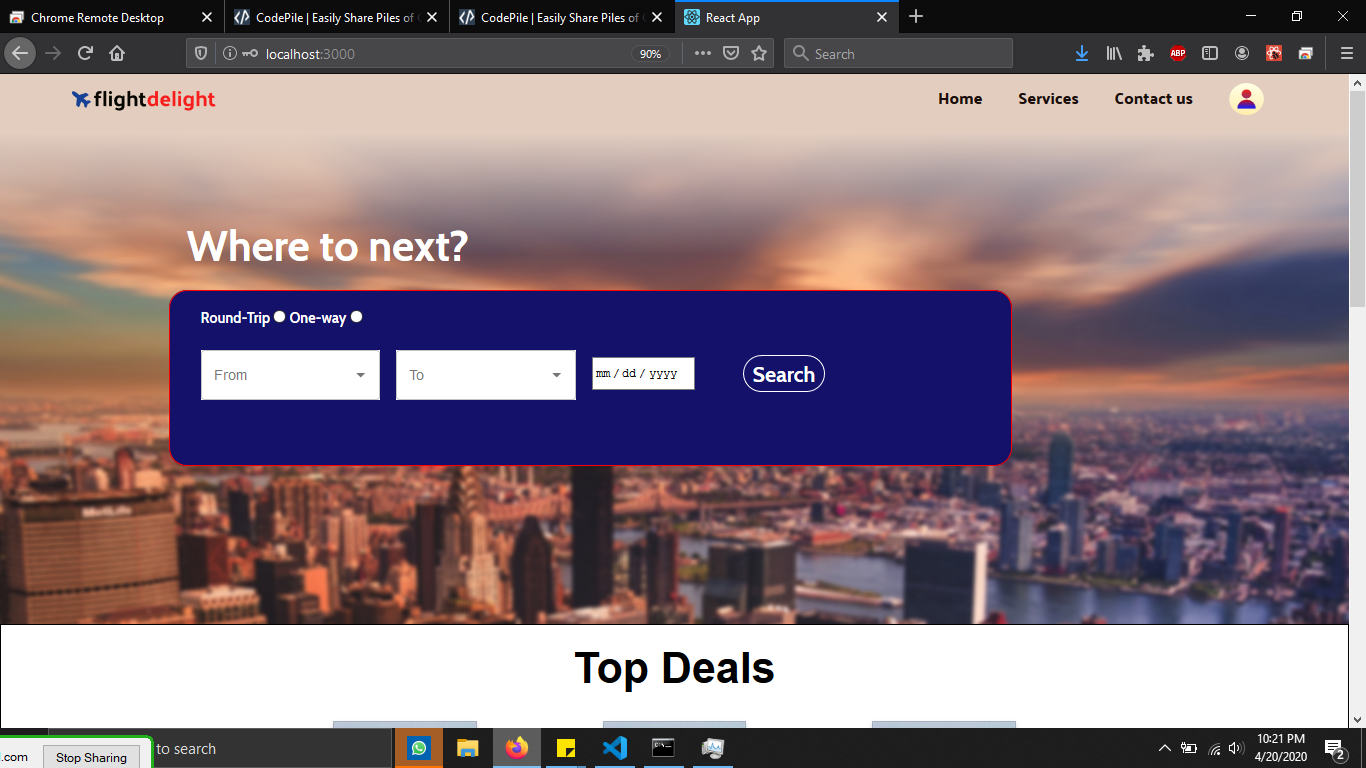 Chrome Remote Desktop
CodePile | Easily Share Piles of
CodePile | Easily Share Piles of
React App
localhost:3000
90%
Search
ABP
flightdelight
Home
Services
Contact us
Where to next?
Round-Trip One-way
From
To
mm / dd / yyyy
Search
MetLife
Top Deals
.com
Stop Sharing
to search
10:21 PM
4/20/2020
2